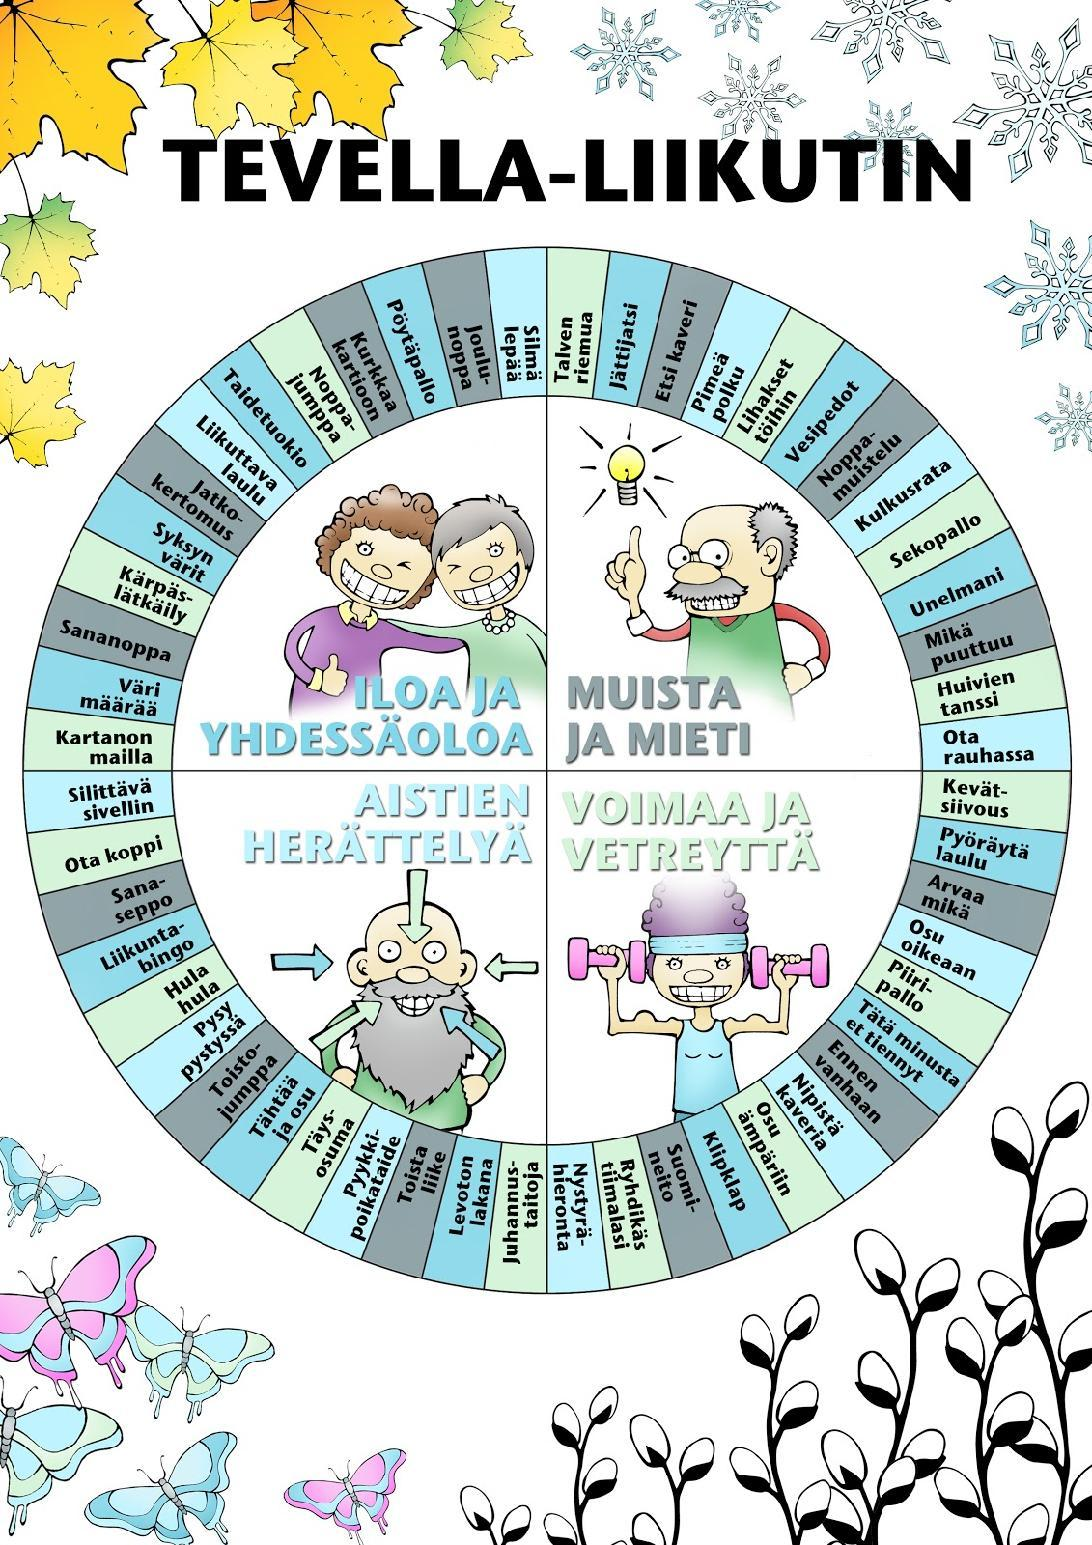 TEVELLA-LIIKUTIN
Talven
riemua
Jättijatsi
Etsi kaveri
Pimeä
polku
Lihakset
töihin
Vesipedot
Noppa-
muistelu
Kulkusrata
Sekopallo
Unelmani
Mikä
puuttuu
Huivien
tanssi
Ota
rauhassa
Kevät-
siivous
Pyöräytä
laulu
Arvaa
mikä
Osu
oikeaan
Piiri-
pallo
Tätä minusta
et tiennyt
Ennen
vanhaan
Nipistä
kaveria
Osu
ämpäriin
Klipklap
Suomi-
neito
Ryhdikäs
tiimalasi
Nystyrä-
hieronta
Juhannus-
taitoja
Levoton
lakana
Toista
liike
Pyykki-
poikataide
Täys-
osuma
Tähtää
ja osu
Toisto-
jumppa
Pysy
pystyssä
Hula
hula
Liikunta-
bingo
Sana-
seppo
Ota koppi
Silittävä
sivellin
Kartanon
mailla
Väri
määrää
Sananoppa
Kärpäs-
lätkäily
Syksyn
värit
Jatko-
kertomus
Liikuttava
laulu
Taidetuokio
Noppa-
jumppa
Kurkkaa
kartioon
Pöytäpallo
Joulu-
noppa
Silmä
lepää
ILOA JA
YHDESSÄOLOA
MUISTA
JA MIETI
AISTIEN
HERÄTTELYÄ
VOIMAA JA
VETREYTTÄ